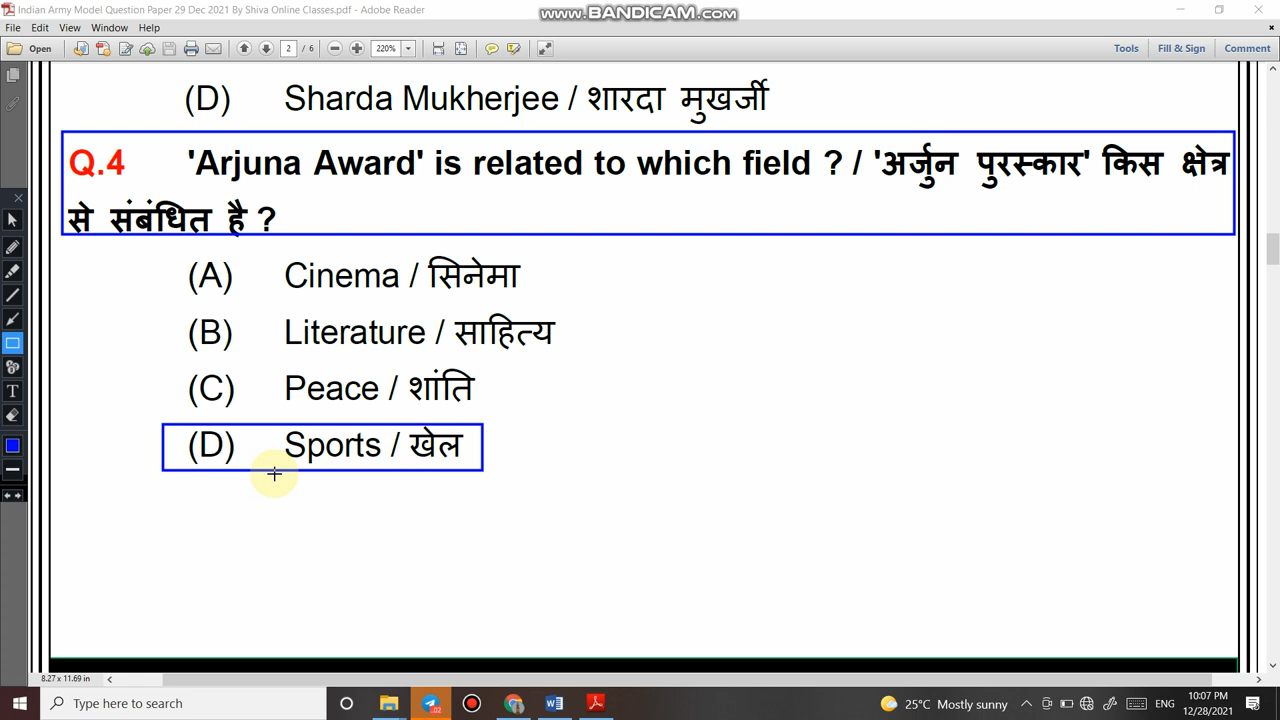 Indian Army Model Question Paper 29 Dec 2021 By Shiva Online Classes.pdf - Adobe Reader
www.BANDICAM.com
File Edit View Window Help
Open 2 / 6 220% Tools Fill & Sign Comment
(D) Sharda Mukherjee / शारदा मुखर्जी
Q.4 'Arjuna Award' is related to which field ? / 'अर्जुन पुरस्कार' किस क्षेत्र
से संबंधित है ?
(A) Cinema / सिनेमा
(B) Literature / साहित्य
(C) Peace / शांति
(D) Sports / खेल
8.27 x 11.69 in
Type here to search 02 25°C Mostly sunny ENG 10:07 PM
12/28/2021